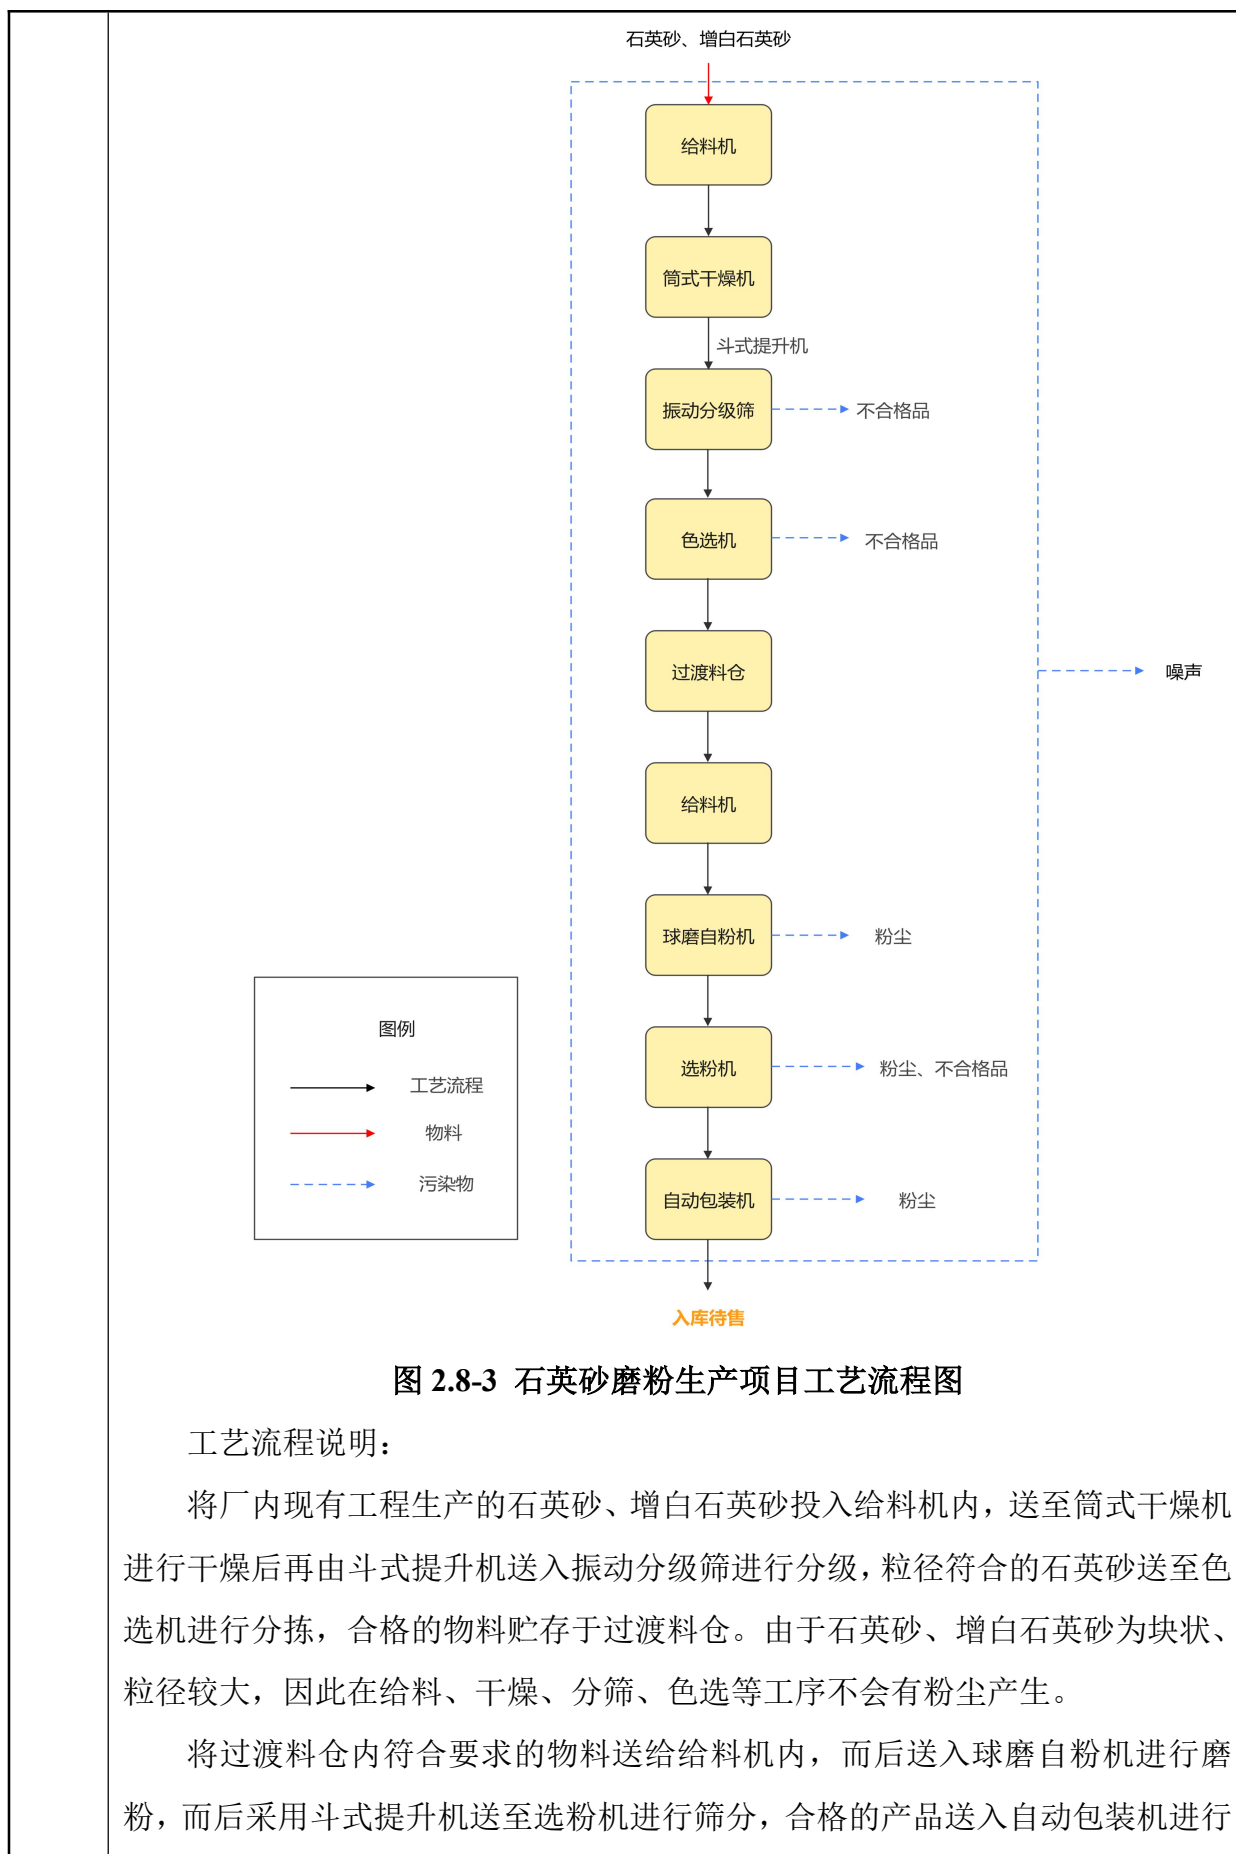 石英砂、增白石英砂
给料机
筒式干燥机
斗式提升机
振动分级筛
不合格品
色选机
不合格品
过渡料仓
噪声
给料机
球磨自粉机
粉尘
选粉机
粉尘、不合格品
自动包装机
粉尘
图例
工艺流程
物料
污染物
入库待售
图 2.8-3 石英砂磨粉生产项目工艺流程图
工艺流程说明：
将厂内现有工程生产的石英砂、增白石英砂投入给料机内，送至筒式干燥机
进行干燥后再由斗式提升机送入振动分级筛进行分级，粒径符合的石英砂送至色
选机进行分拣，合格的物料贮存于过渡料仓。由于石英砂、增白石英砂为块状、
粒径较大，因此在给料、干燥、分筛、色选等工序不会有粉尘产生。
将过渡料仓内符合要求的物料送给给料机内，而后送入球磨自粉机进行磨
粉，而后采用斗式提升机送至选粉机进行筛分，合格的产品送入自动包装机进行